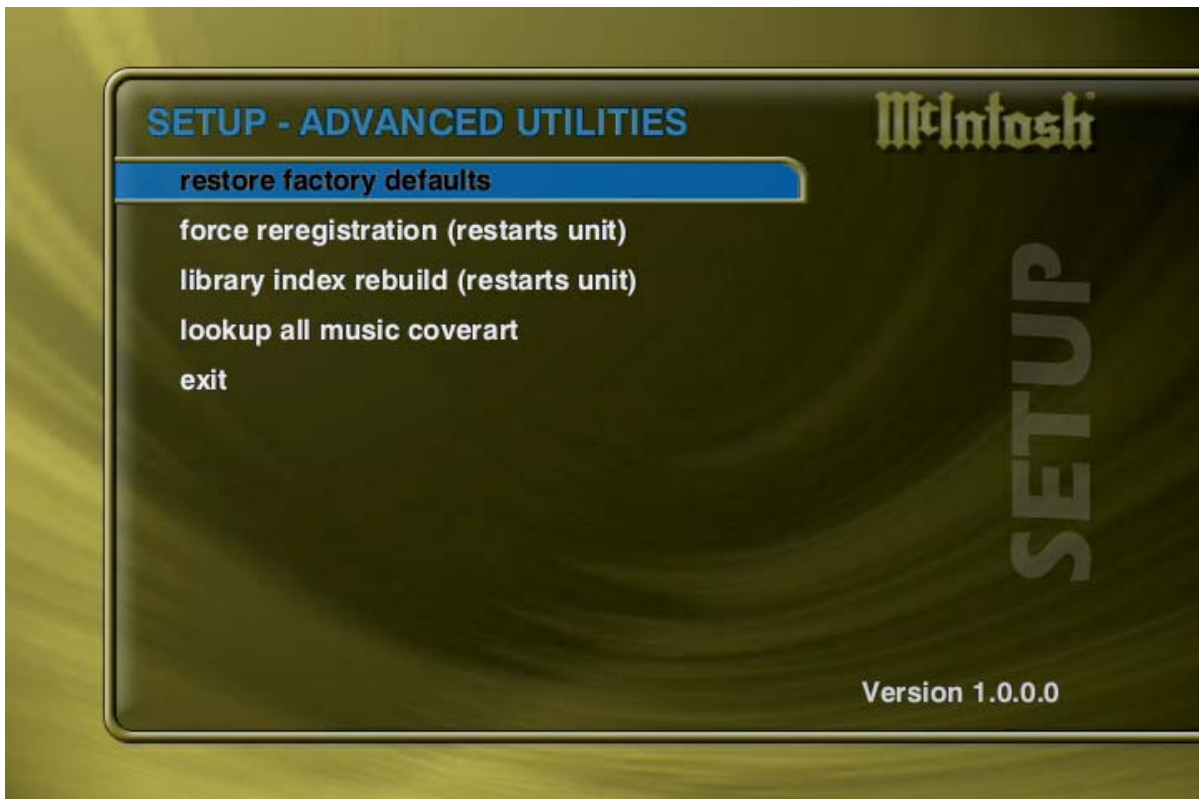 SETUP - ADVANCED UTILITIES
McIntosh
restore factory defaults
force reregistration (restarts unit)
library index rebuild (restarts unit)
lookup all music coverart
exit
SETUP
Version 1.0.0.0